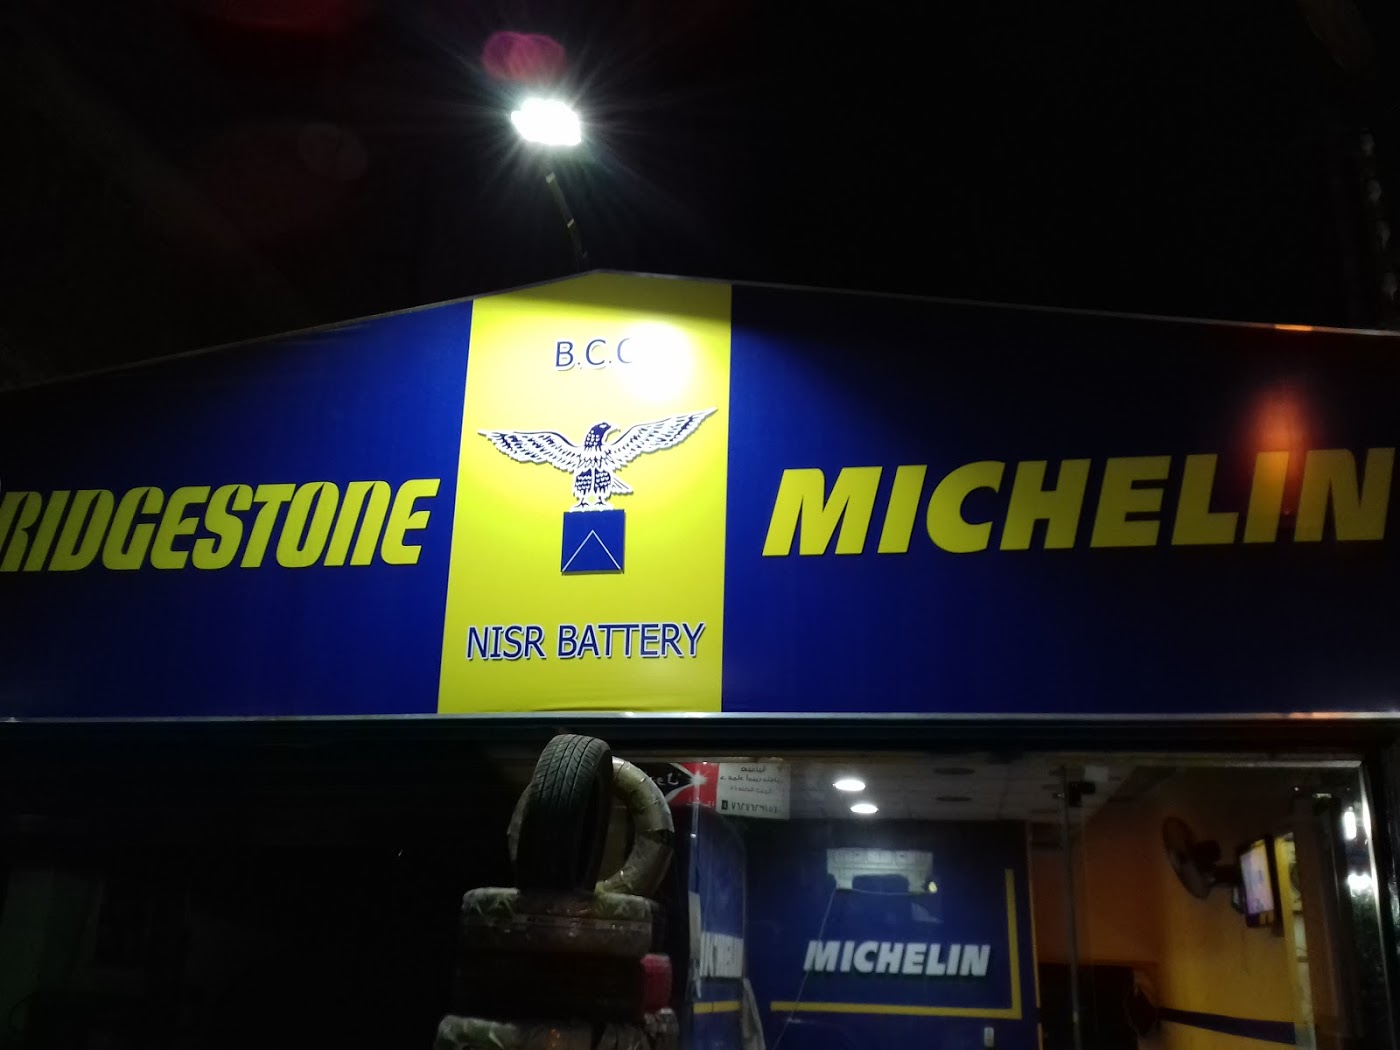 B.C.C
RIDGESTONE
MICHELIN
NISR BATTERY
MICHELIN